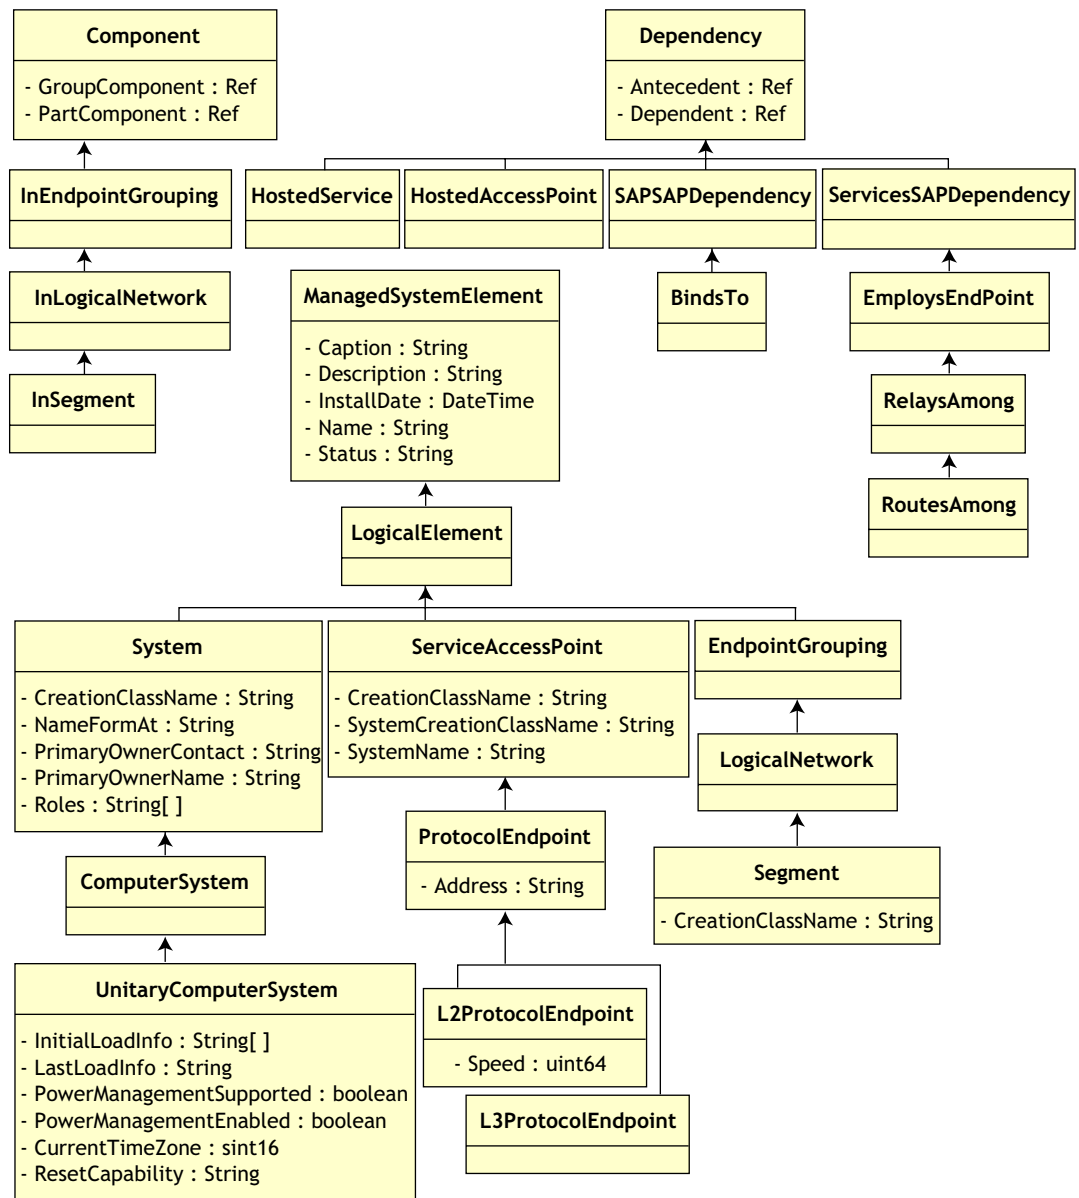 Component
- GroupComponent : Ref
- PartComponent : Ref
Dependency
- Antecedent : Ref
- Dependent : Ref
InEndpointGrouping
HostedService
HostedAccessPoint
SAPSAPDependency
ServicesSAPDependency
InLogicalNetwork
ManagedSystemElement
- Caption : String
- Description : String
- InstallDate : DateTime
- Name : String
- Status : String
BindsTo
EmploysEndPoint
InSegment
RelaysAmong
RoutesAmong
LogicalElement
System
- CreationClassName : String
- NameFormAt : String
- PrimaryOwnerContact : String
- PrimaryOwnerName : String
- Roles : String[ ]
ServiceAccessPoint
- CreationClassName : String
- SystemCreationClassName : String
- SystemName : String
EndpointGrouping
LogicalNetwork
ProtocolEndpoint
- Address : String
Segment
- CreationClassName : String
ComputerSystem
UnitaryComputerSystem
- InitialLoadInfo : String[ ]
- LastLoadInfo : String
- PowerManagementSupported : boolean
- PowerManagementEnabled : boolean
- CurrentTimeZone : sint16
- ResetCapability : String
L2ProtocolEndpoint
- Speed : uint64
L3ProtocolEndpoint